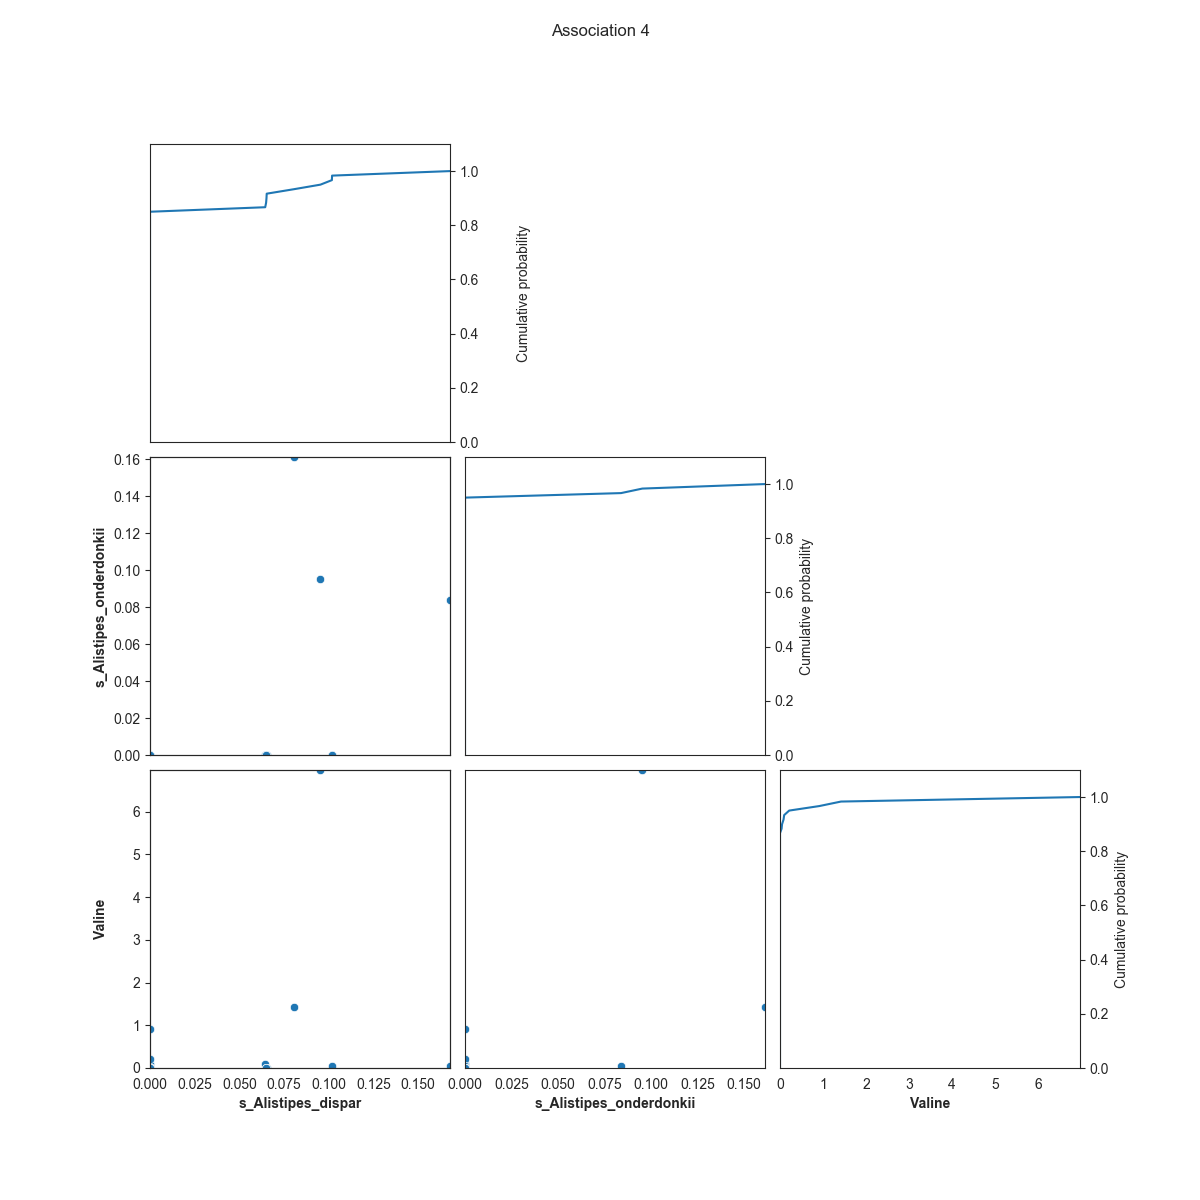 Association 4
1.0
0.8
0.6
0.4
0.2
0.0
Cumulative probability
0.16
0.14
0.12
0.10
0.08
0.06
0.04
0.02
0.00
s_Alistipes_onderdonkii
1.0
0.8
0.6
0.4
0.2
0.0
Cumulative probability
6
5
4
3
2
1
0
Valine
1.0
0.8
0.6
0.4
0.2
0.0
Cumulative probability
0.000 0.025 0.050 0.075 0.100 0.125 0.150
0.000 0.025 0.050 0.075 0.100 0.125 0.150
0 1 2 3 4 5 6
s_Alistipes_dispar
s_Alistipes_onderdonkii
Valine